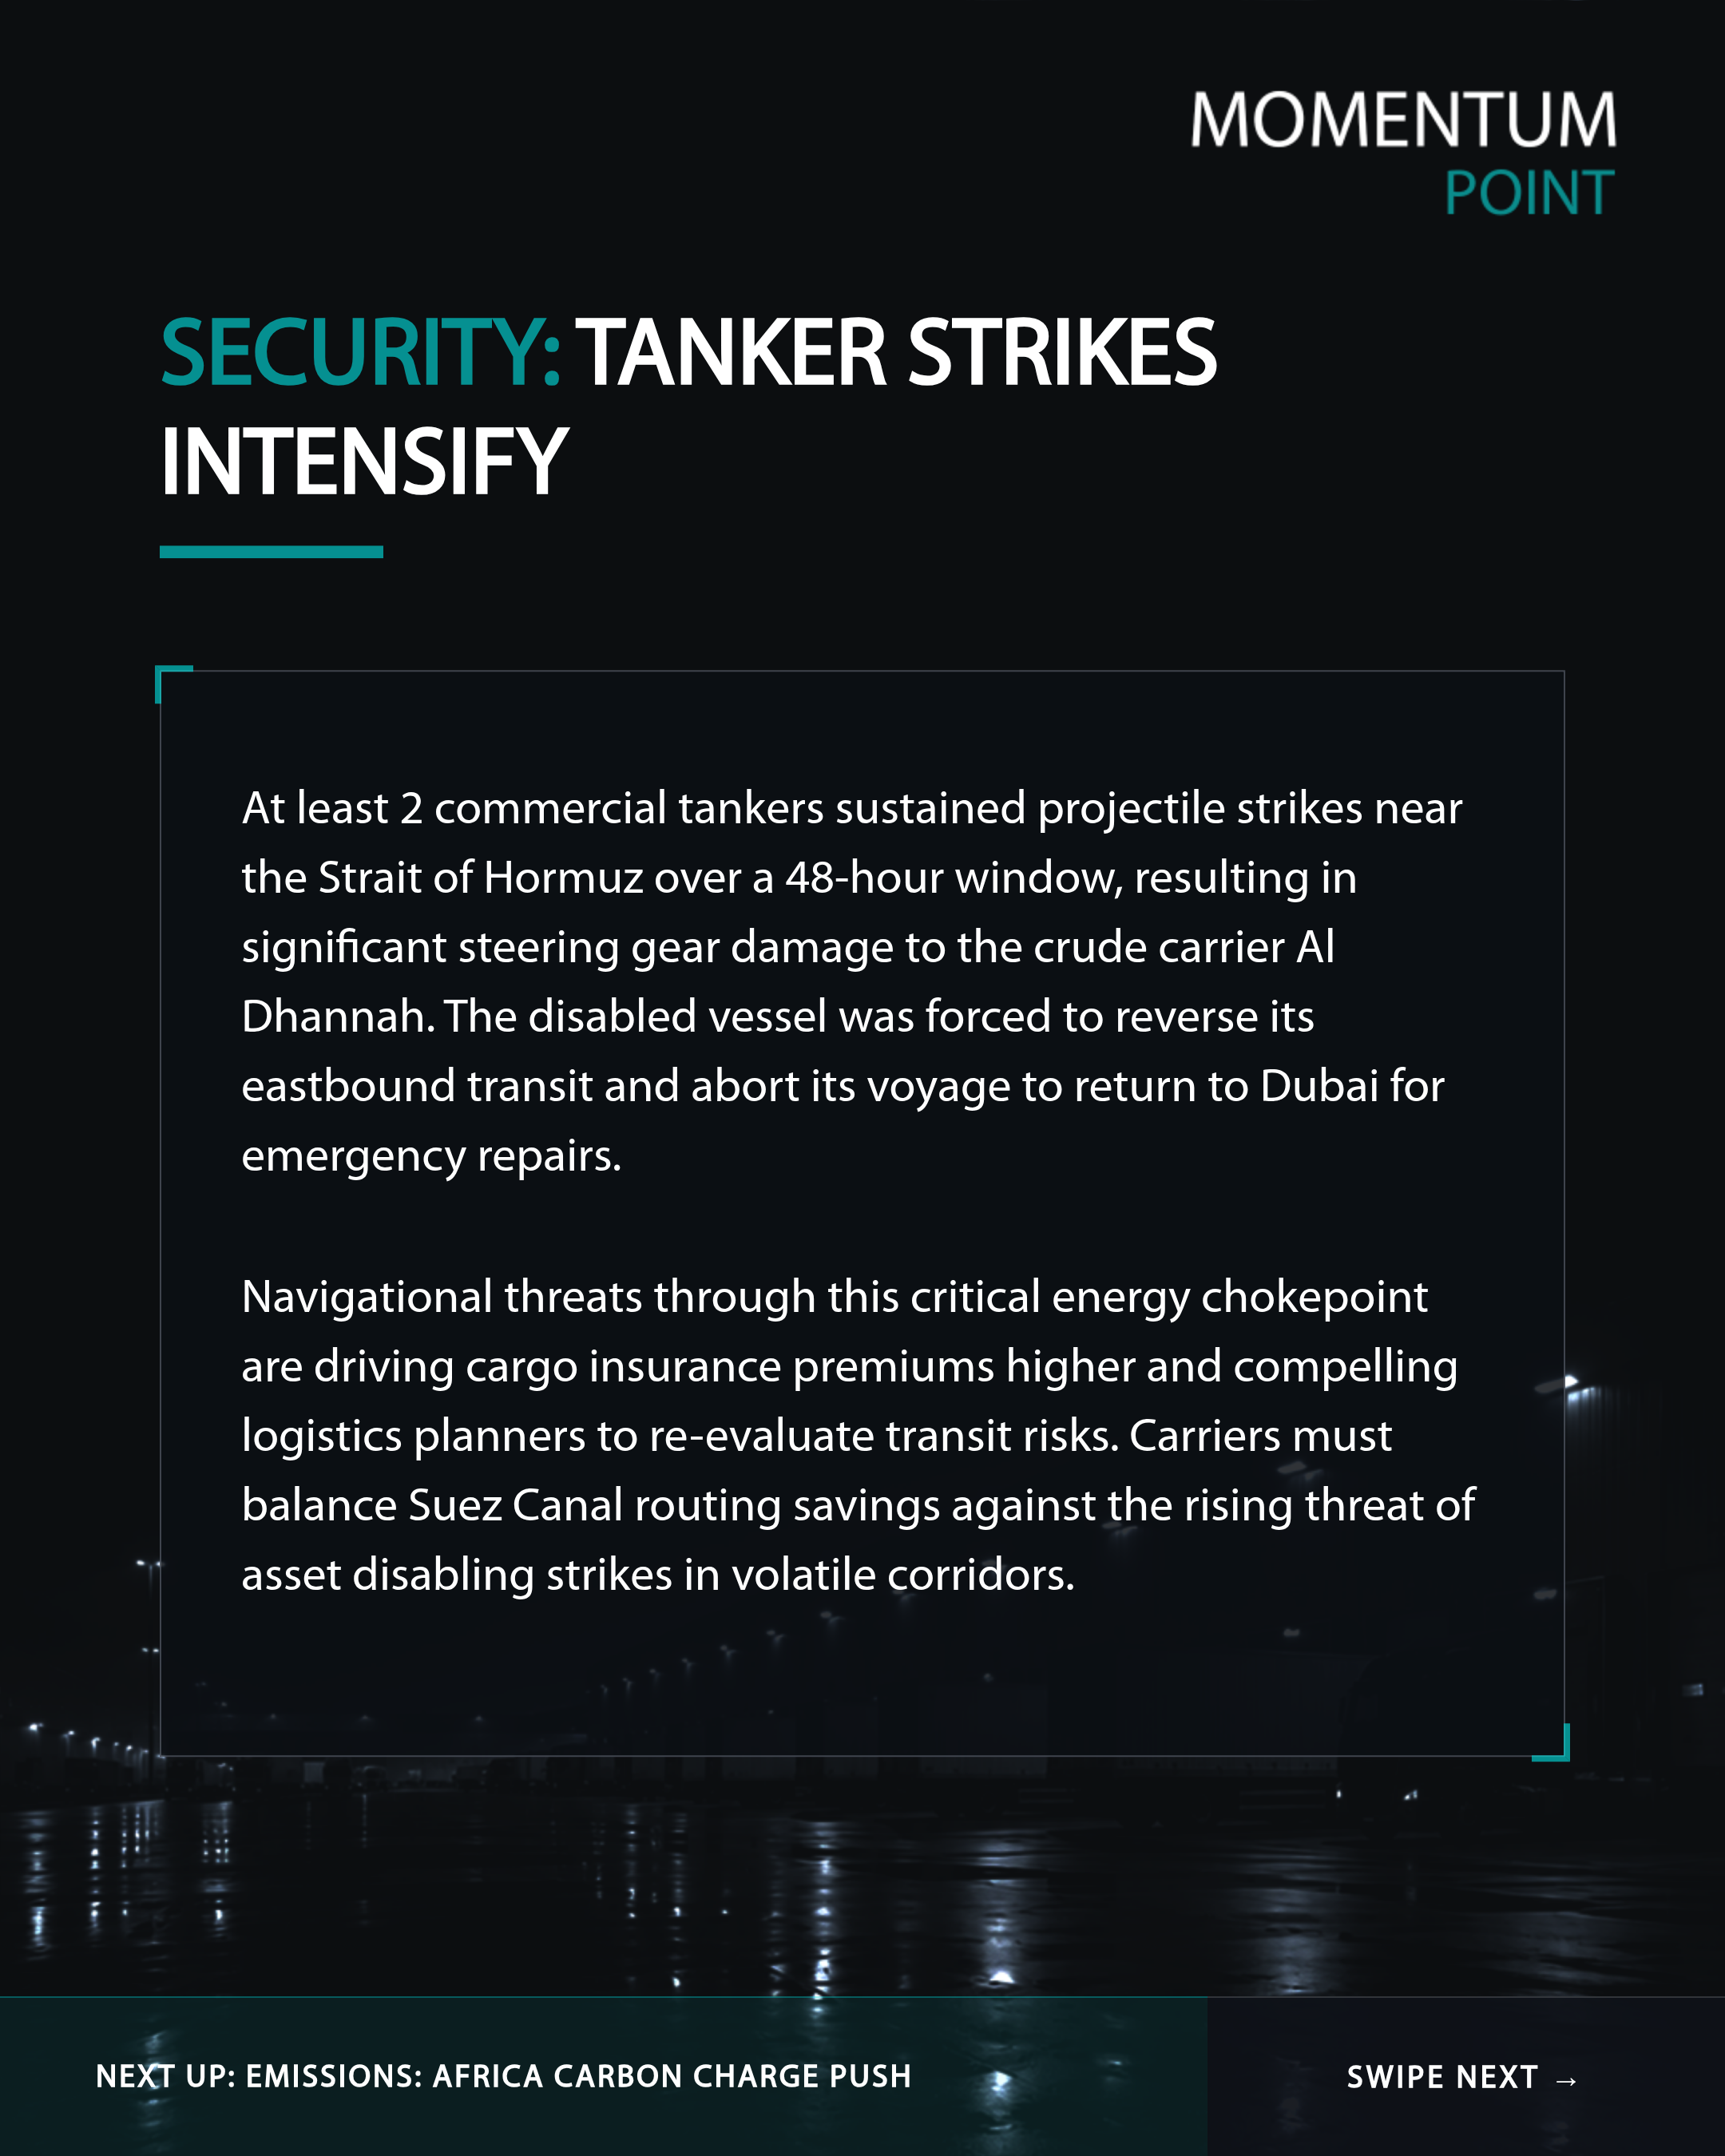 MOMENTUM
POINT
SECURITY: TANKER STRIKES
INTENSIFY
At least 2 commercial tankers sustained projectile strikes near
the Strait of Hormuz over a 48-hour window, resulting in
significant steering gear damage to the crude carrier Al
Dhannah. The disabled vessel was forced to reverse its
eastbound transit and abort its voyage to return to Dubai for
emergency repairs.
Navigational threats through this critical energy chokepoint
are driving cargo insurance premiums higher and compelling
logistics planners to re-evaluate transit risks. Carriers must
balance Suez Canal routing savings against the rising threat of
asset disabling strikes in volatile corridors.
NEXT UP: EMISSIONS: AFRICA CARBON CHARGE PUSH
SWIPE NEXT →